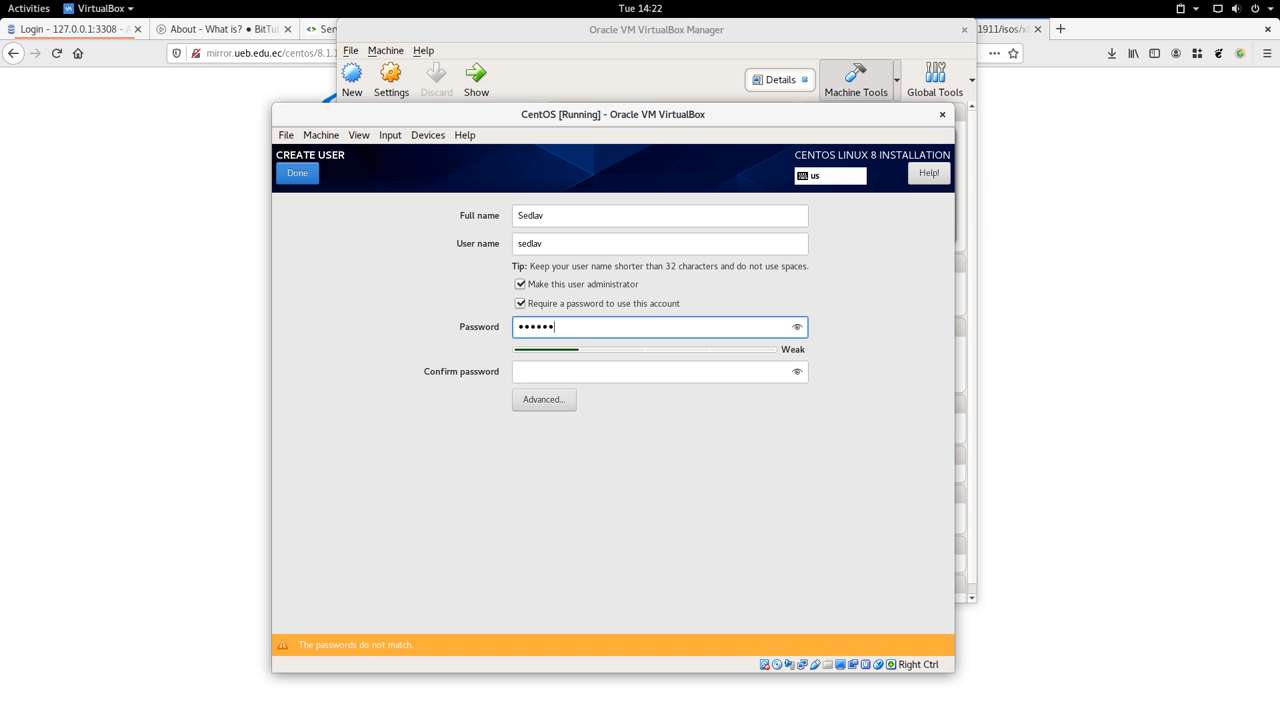 Activities VirtualBox Tue 14:22
Login - 127.0.0.1:3308 - About - What is? • BitTu Ser Oracle VM VirtualBox Manager 1911/isos/x
mirror.ueb.edu.ec/centos/8.1.1 File Machine Help
New Settings Discard Show Details Machine Tools Global Tools
CentOS [Running] - Oracle VM VirtualBox
File Machine View Input Devices Help
CREATE USER CENTOS LINUX 8 INSTALLATION
Done us Help!
Full name Sedlav
User name sedlav
Tip: Keep your user name shorter than 32 characters and do not use spaces.
Make this user administrator
Require a password to use this account
Password ••••••
Weak
Confirm password
Advanced...
The passwords do not match.
Right Ctrl